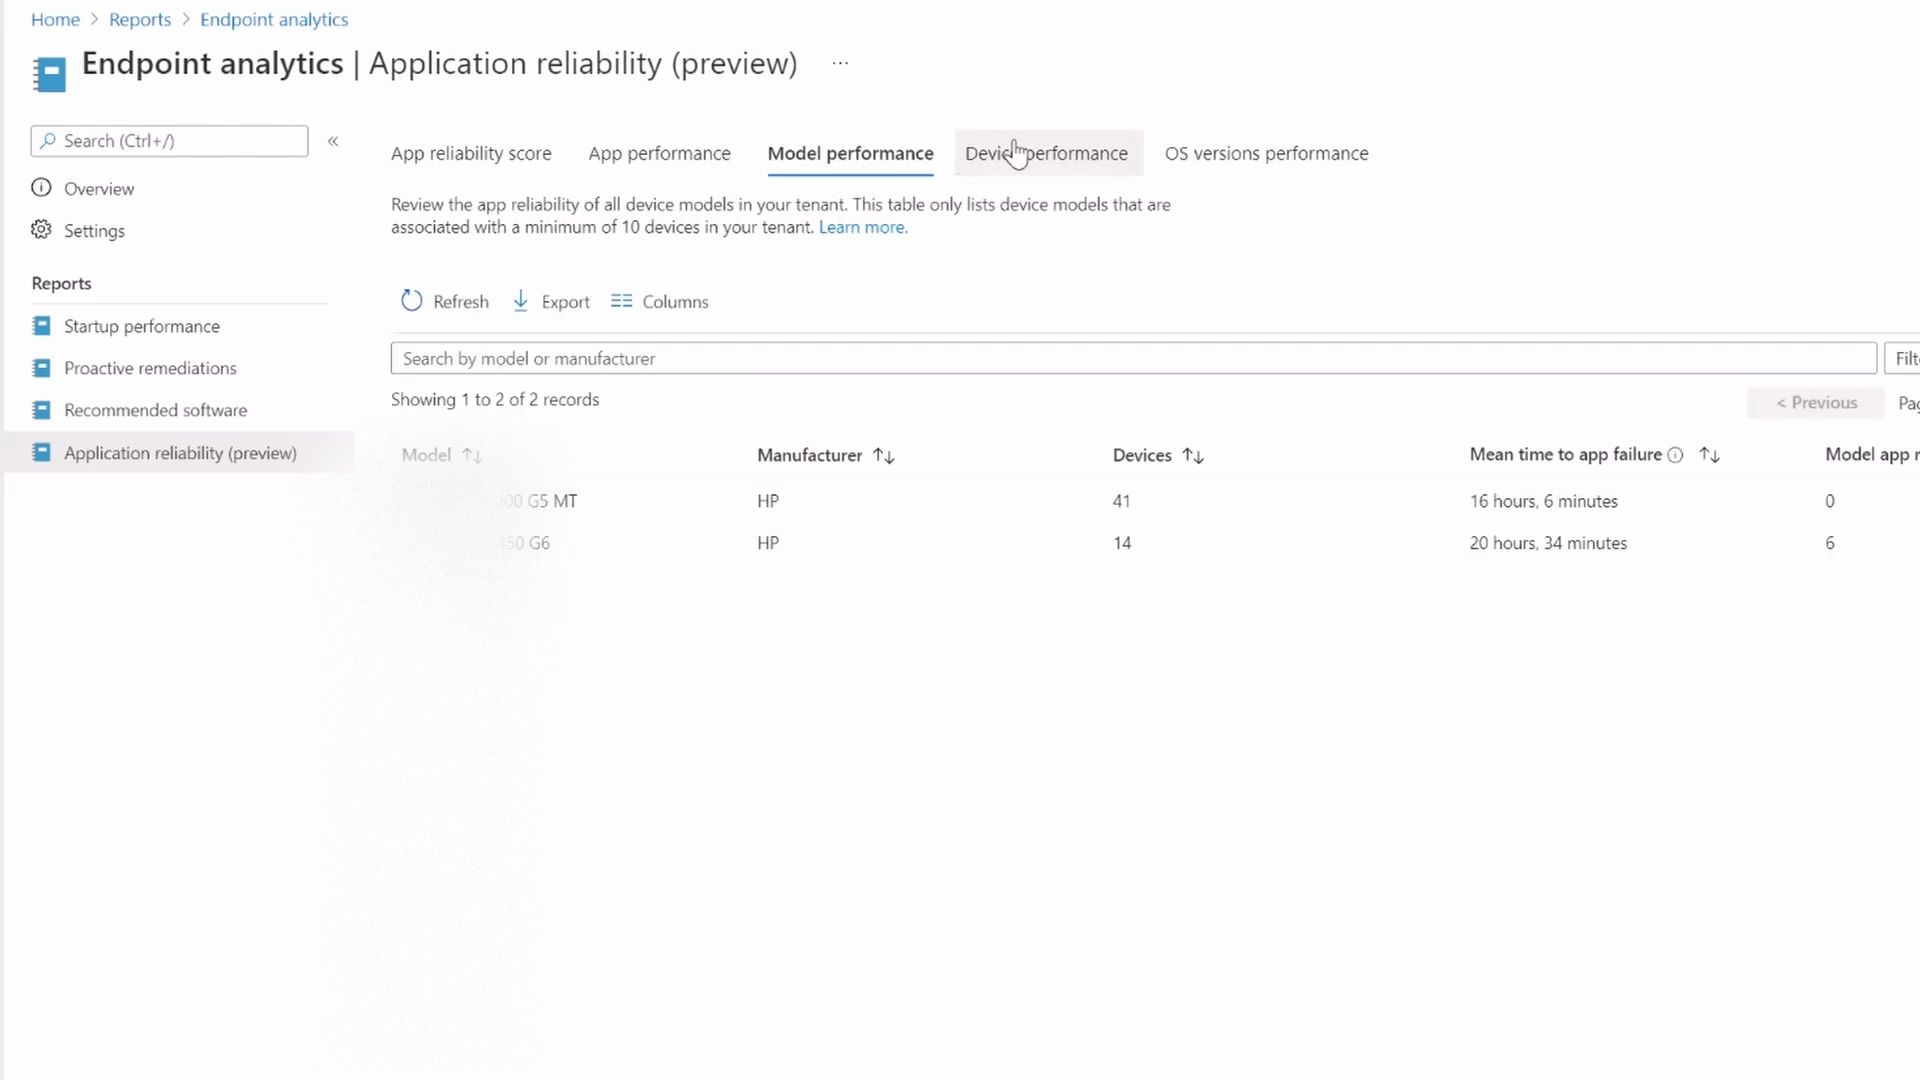 Home > Reports > Endpoint analytics
Endpoint analytics | Application reliability (preview) ...
Search (Ctrl+/) «
Overview
Settings
Reports
Startup performance
Proactive remediations
Recommended software
Application reliability (preview)
App reliability score App performance Model performance Device performance OS versions performance
Review the app reliability of all device models in your tenant. This table only lists device models that are
associated with a minimum of 10 devices in your tenant. Learn more.
Refresh Export Columns
Search by model or manufacturer
Showing 1 to 2 of 2 records
< Previous
Model ↑↓ Manufacturer ↑↓ Devices ↑↓ Mean time to app failure ↑↓ Model app
G5 MT HP 41 16 hours, 6 minutes 0
G6 HP 14 20 hours, 34 minutes 6